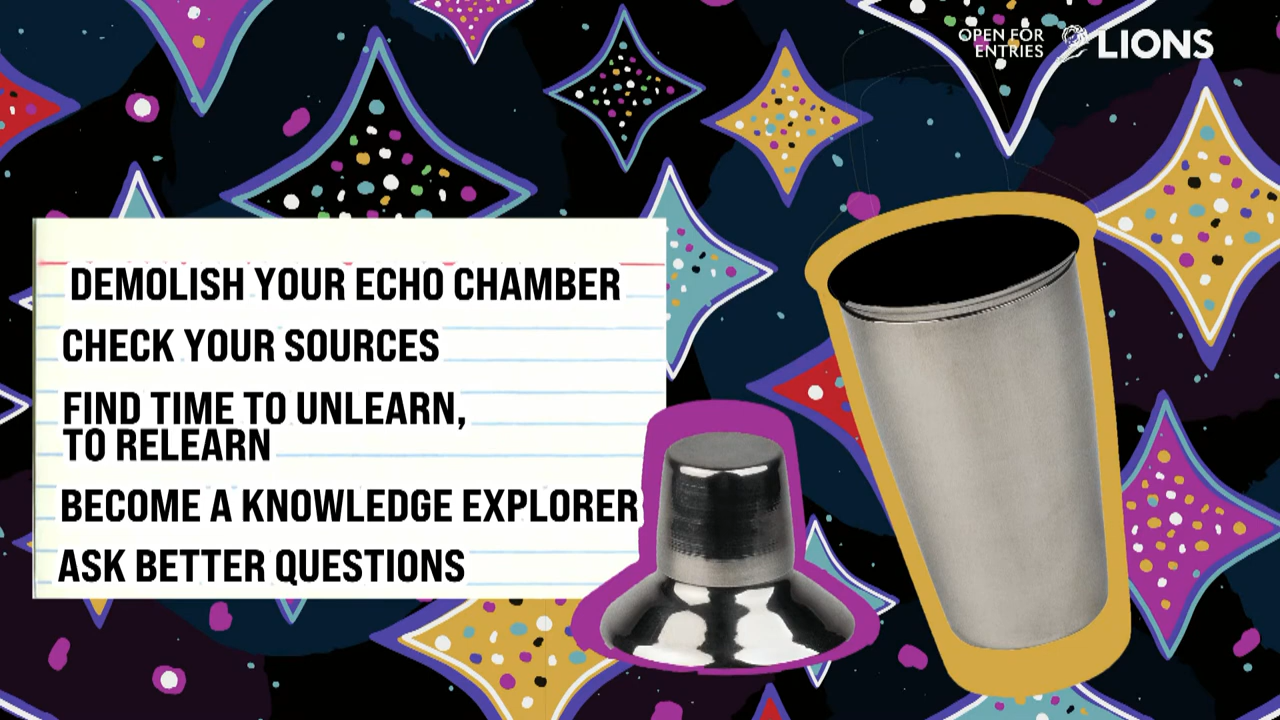 OPEN FOR
ENTRIES
LIONS
DEMOLISH YOUR ECHO CHAMBER
CHECK YOUR SOURCES
FIND TIME TO UNLEARN,
TO RELEARN
BECOME A KNOWLEDGE EXPLORER
ASK BETTER QUESTIONS